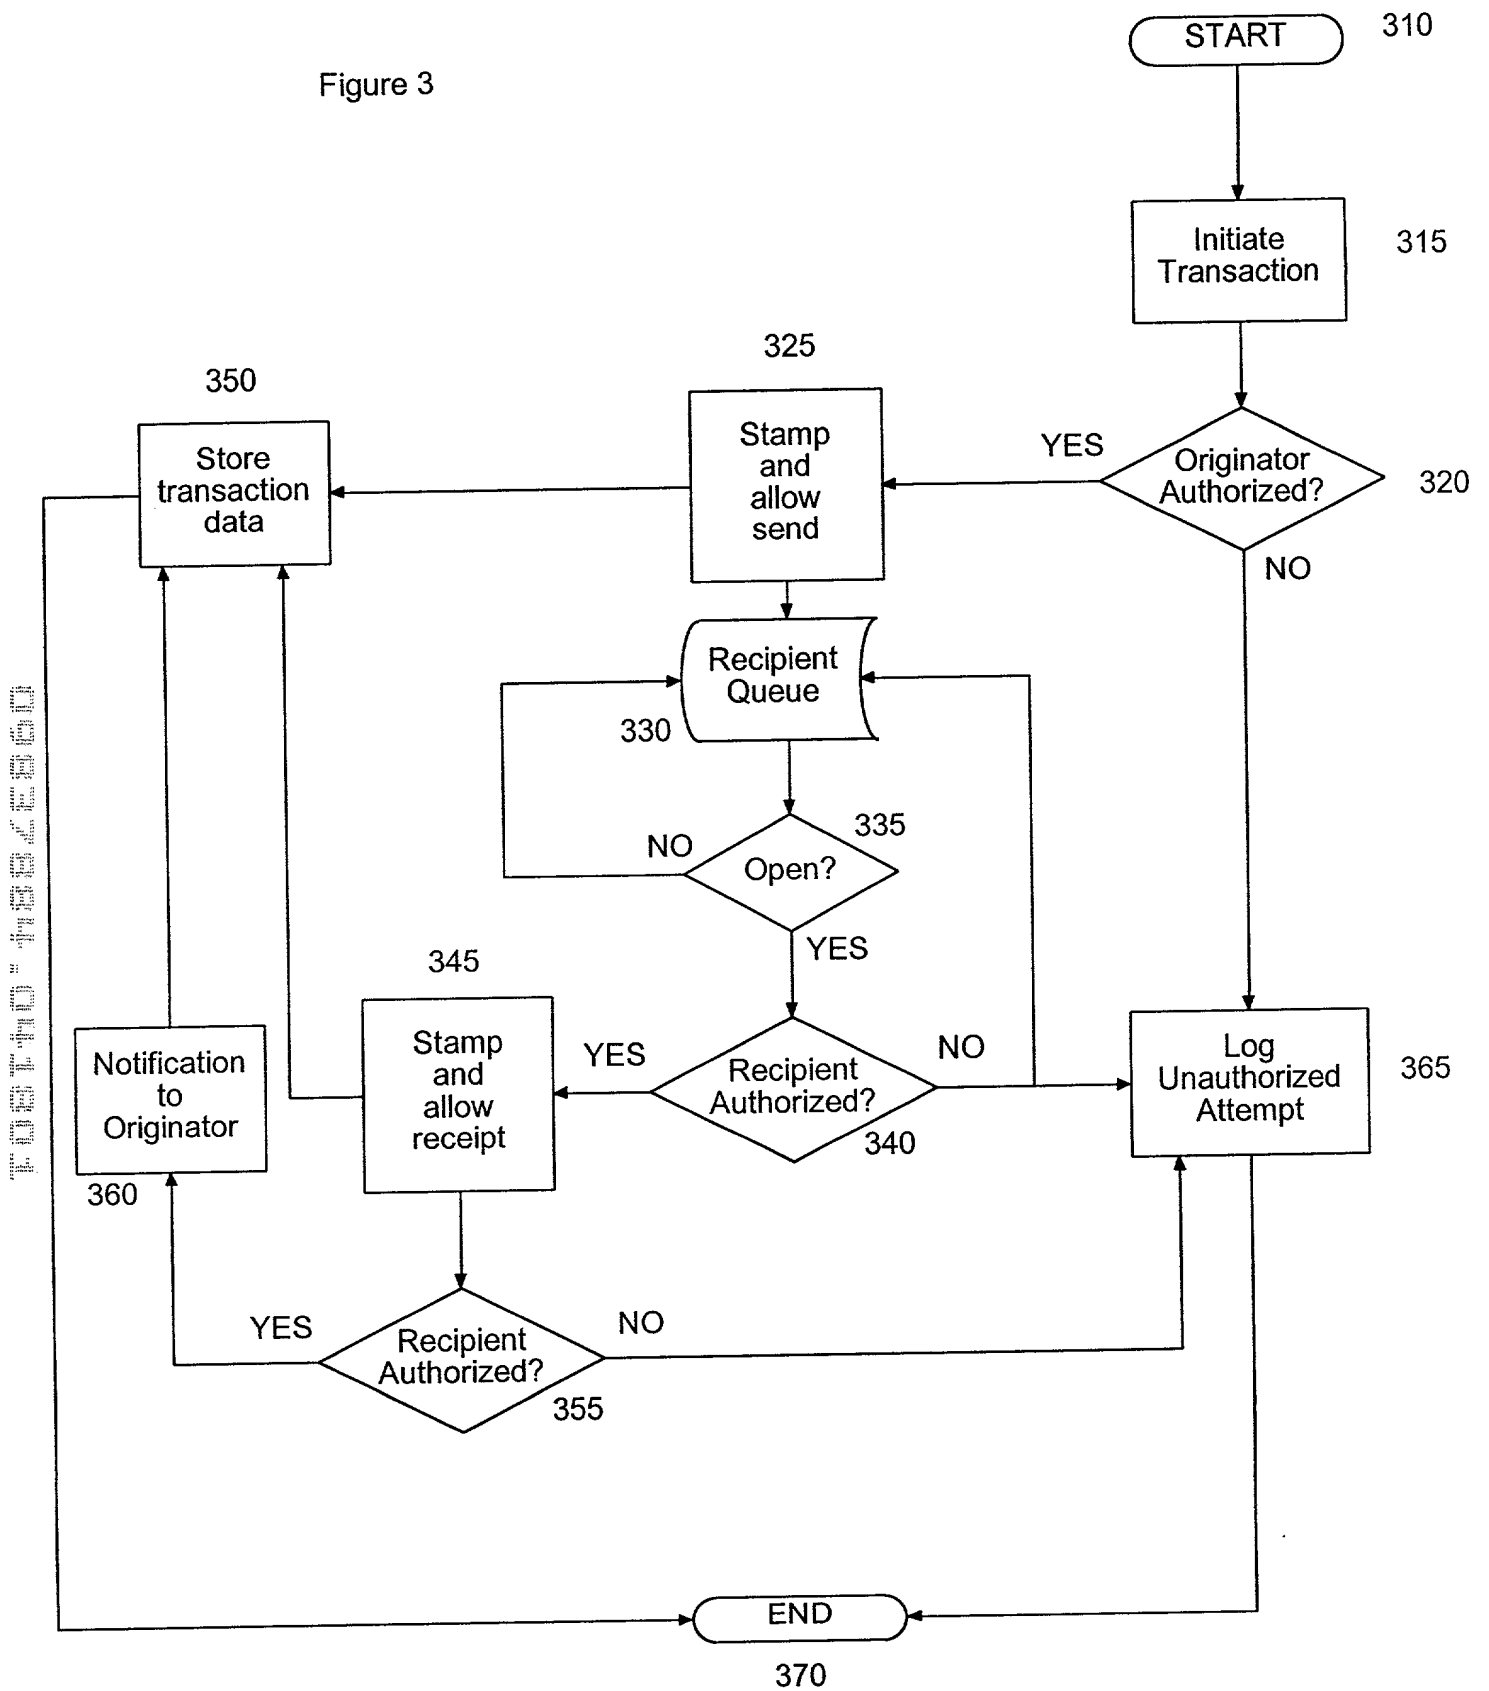 START
310
Figure 3
Initiate
Transaction
315
325
350
Stamp
and
allow
send
YES
Originator
Authorized?
320
Store
transaction
data
NO
Recipient
Queue
330
335
NO
Open?
YES
345
Stamp
and
allow
receipt
YES
Recipient
Authorized?
NO
340
Log
Unauthorized
Attempt
365
Notification
to
Originator
360
YES
Recipient
Authorized?
NO
355
END
370